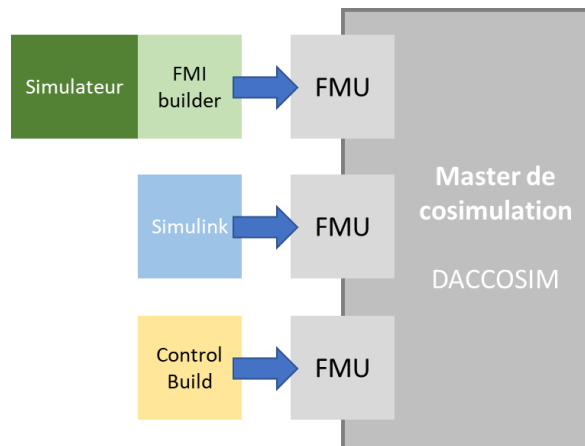 Simulateur
FMI
builder
FMU
Simulink
FMU
Control
Build
FMU
Master de
cosimulation
DACCOSIM